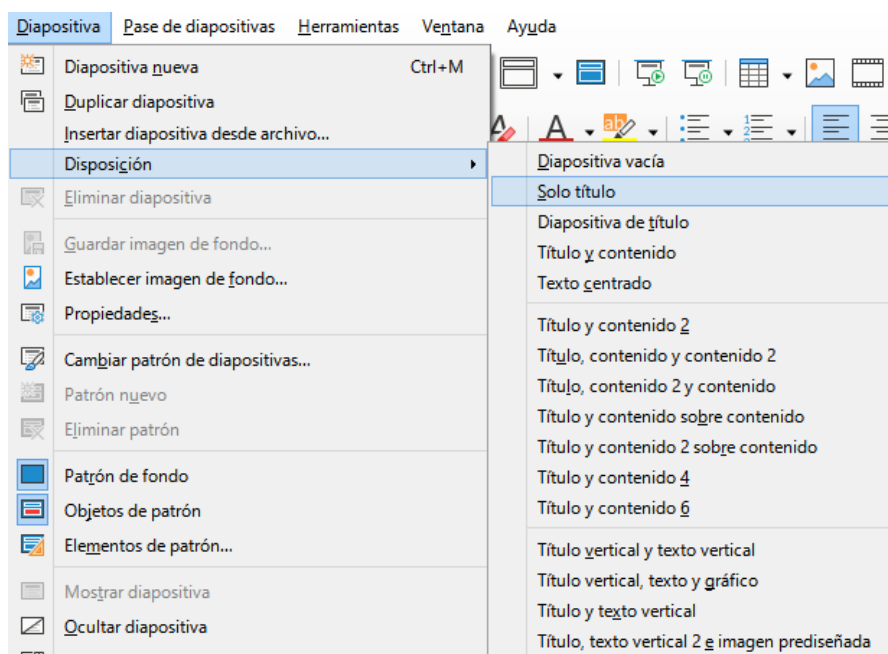 Diapositiva Pase de diapositivas Herramientas Ventana Ayuda
Diapositiva nueva Ctrl+M
Duplicar diapositiva
Insertar diapositiva desde archivo...
Disposición
Eliminar diapositiva
Guardar imagen de fondo...
Establecer imagen de fondo...
Propiedades...
Cambiar patrón de diapositivas...
Patrón nuevo
Eliminar patrón
Patrón de fondo
Objetos de patrón
Elementos de patrón...
Mostrar diapositiva
Ocultar diapositiva
Diapositiva vacía
Solo título
Diapositiva de título
Título y contenido
Texto centrado
Título y contenido 2
Título, contenido y contenido 2
Título, contenido 2 y contenido
Título y contenido sobre contenido
Título y contenido 2 sobre contenido
Título y contenido 4
Título y contenido 6
Título vertical y texto vertical
Título vertical, texto y gráfico
Título y texto vertical
Título, texto vertical 2 e imagen prediseñada